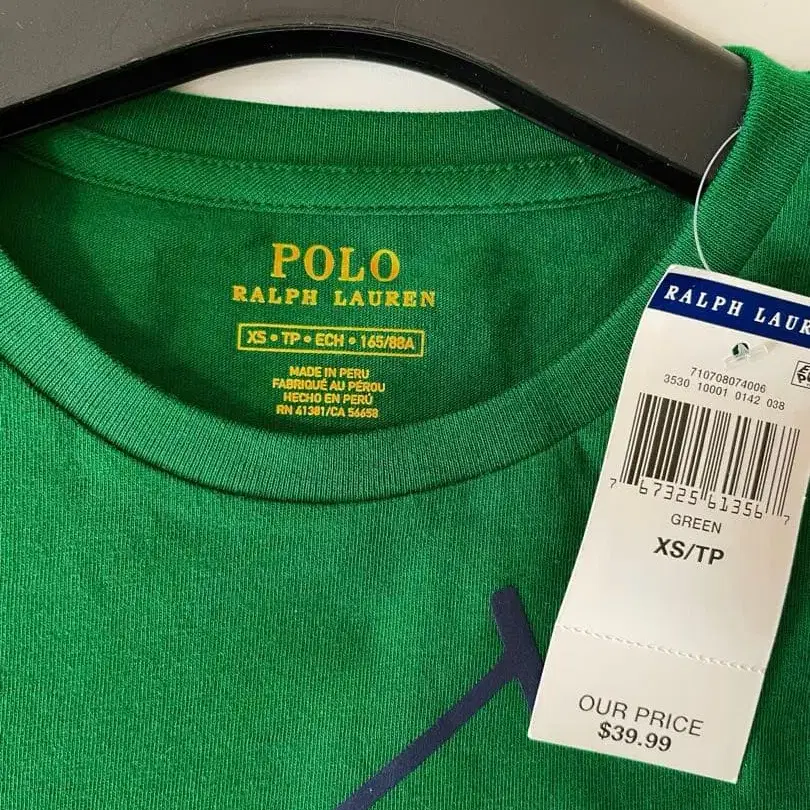 POLO
RALPH LAUREN
XS • TP • ECH • 165/88A
MADE IN PERU
FABRIQUÉ AU PÉROU
HECHO EN PERÚ
RN 41381/CA 56658
RALPH LAUR
710708074006
3530 10001 0142 038
7 67325 61356 7
GREEN
XS/TP
OUR PRICE
$39.99